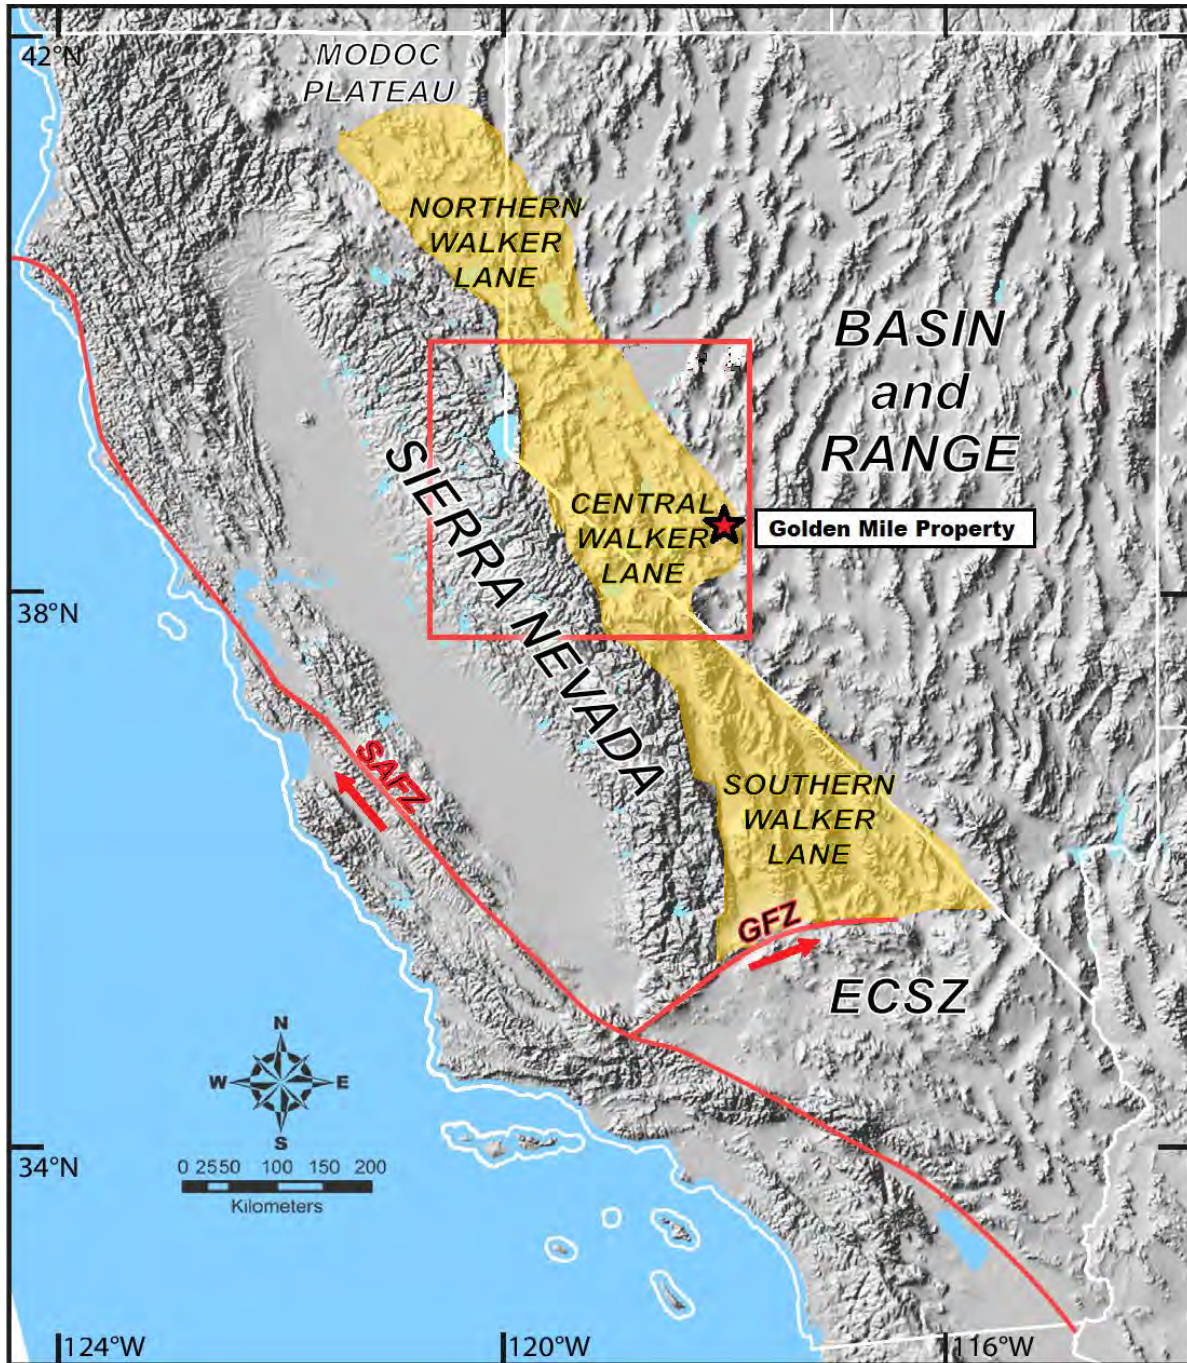 42°N
MODOC
PLATEAU
NORTHERN
WALKER
LANE
BASIN
and
RANGE
SIERRA NEVADA
CENTRAL
WALKER
LANE
Golden Mile Property
38°N
SAFZ
SOUTHERN
WALKER
LANE
GFZ
ECSZ
N
W E
S
0 25 50 100 150 200
Kilometers
34°N
124°W 120°W 116°W